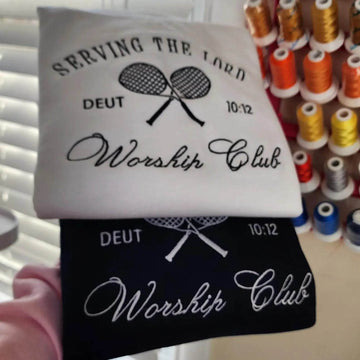 SERVING THE LORD
DEUT 10:12
Worship Club
DEUT 10:12
Worship Club